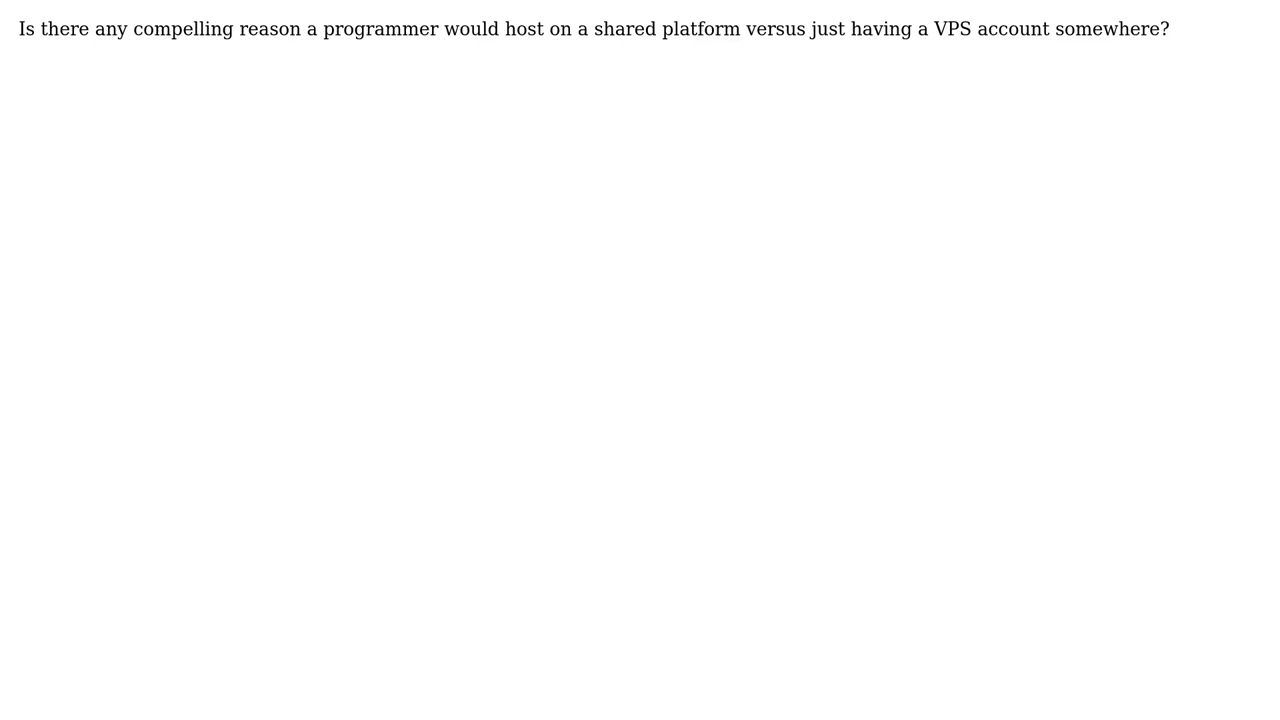 Is there any compelling reason a programmer would host on a shared platform versus just having a VPS account somewhere?